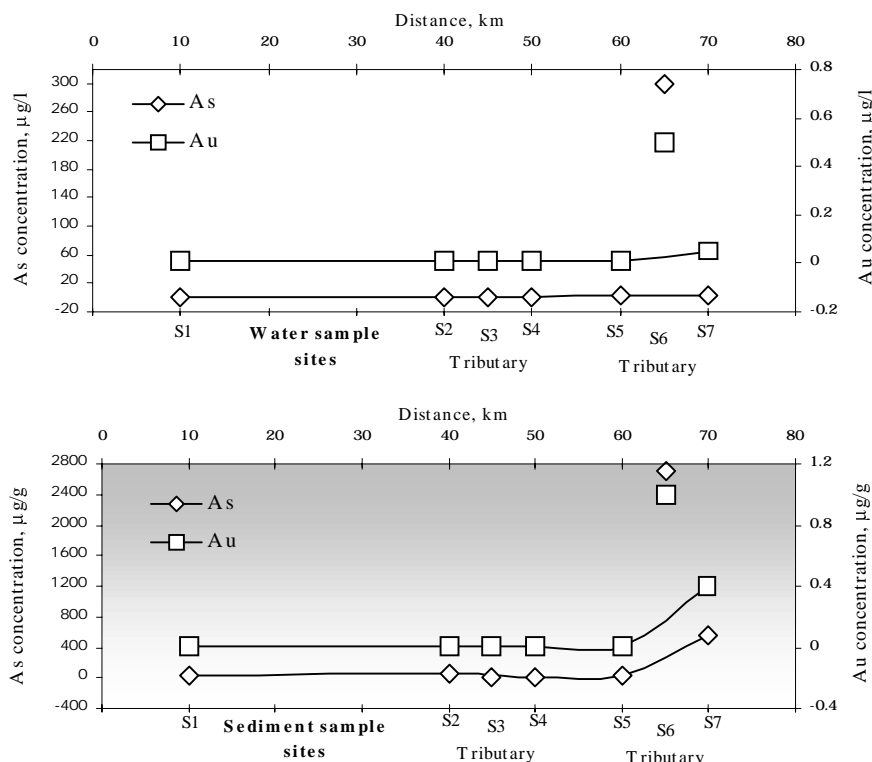 Distance, km
0 10 20 30 40 50 60 70 80
As concentration, µg/l
300
260
220
180
140
100
60
20
-20
As
Au
0.8
0.6
0.4
0.2
0
-0.2
Au concentration, µg/l
S1 Water sample sites S2 S3 S4 S5 S6 S7
Tributary Tributary
Distance, km
0 10 20 30 40 50 60 70 80
As concentration, µg/g
2800
2400
2000
1600
1200
800
400
0
-400
As
Au
1.2
0.8
0.4
0
-0.4
Au concentration, µg/g
S1 Sediment sample sites S2 S3 S4 S5 S6 S7
Tributary Tributary